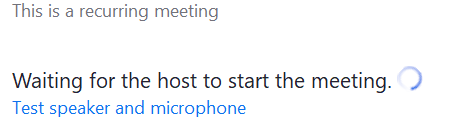 This is a recurring meeting
Waiting for the host to start the meeting.
Test speaker and microphone